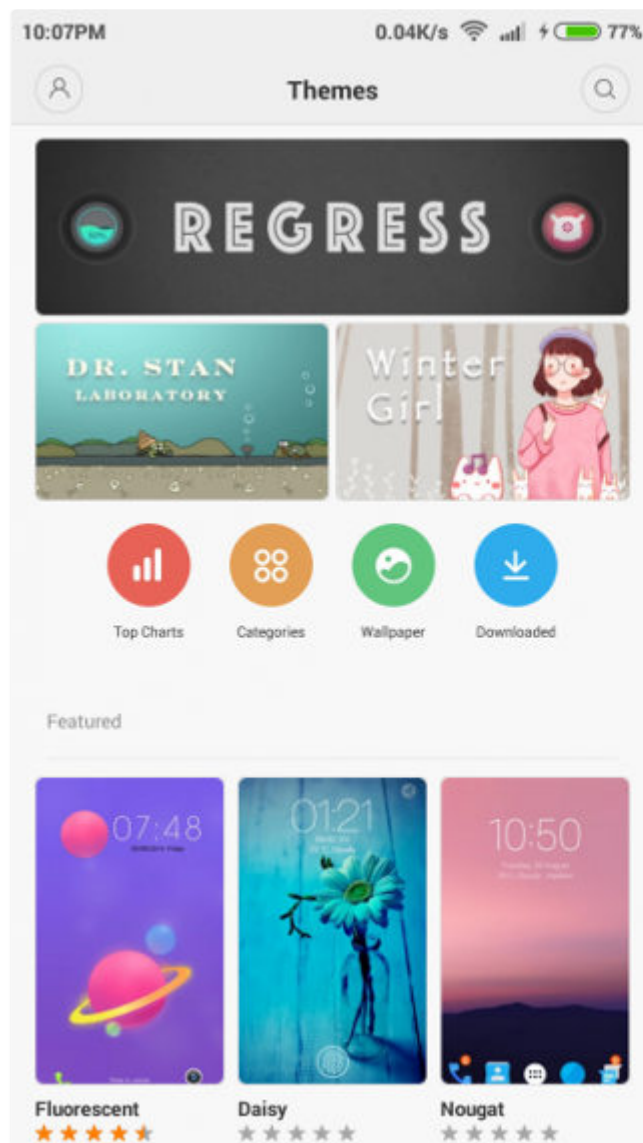 10:07PM 0.04K/s 77%
Themes
REGRESS
DR. STAN
LABORATORY
Winter
Girl
Top Charts Categories Wallpaper Downloaded
Featured
07:48
01:21
10:50
Fluorescent Daisy Nougat